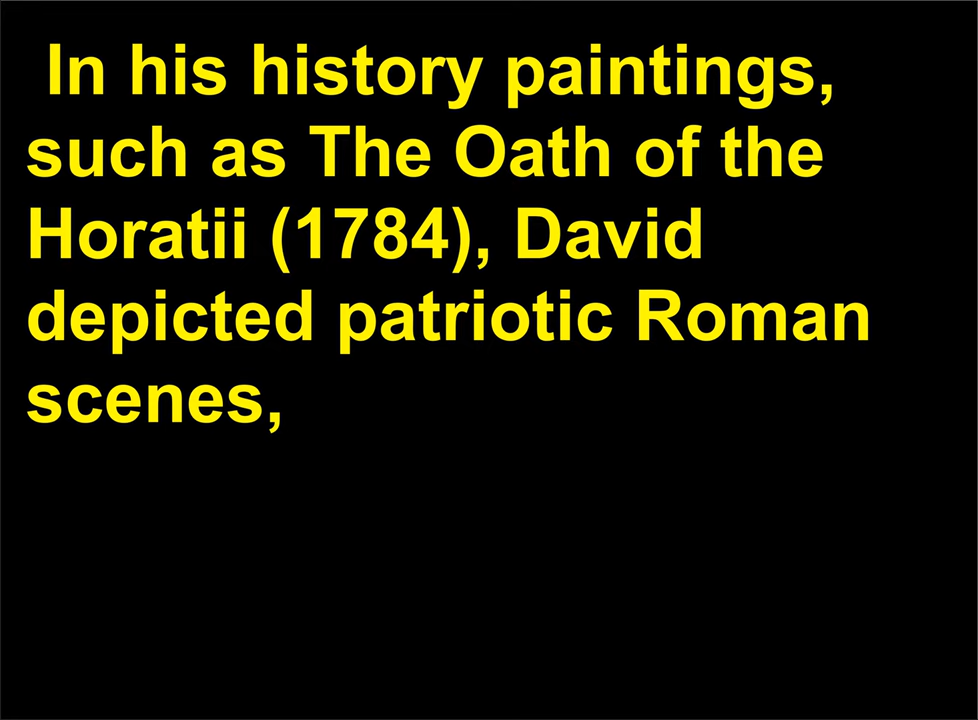 In his history paintings,
such as The Oath of the
Horatii (1784), David
depicted patriotic Roman
scenes,